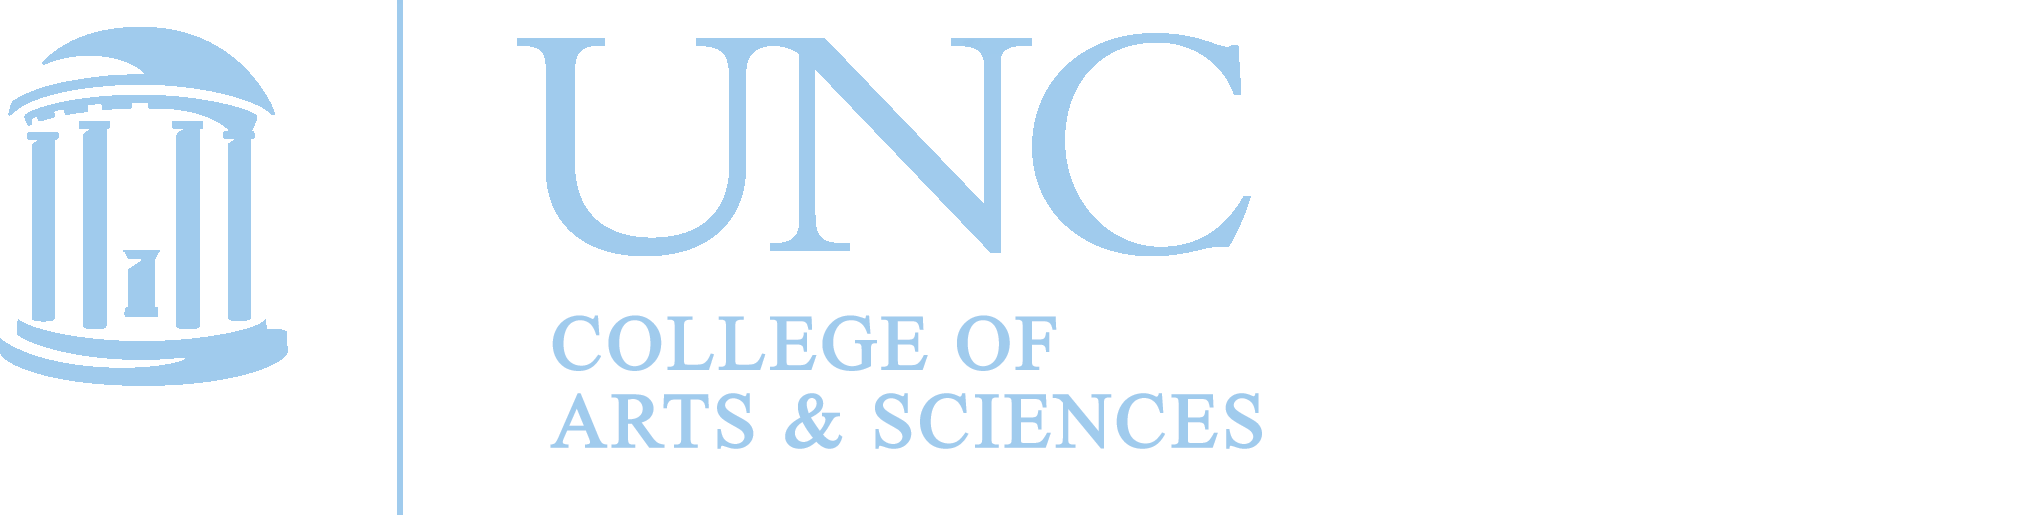 UNC
COLLEGE OF
ARTS & SCIENCES